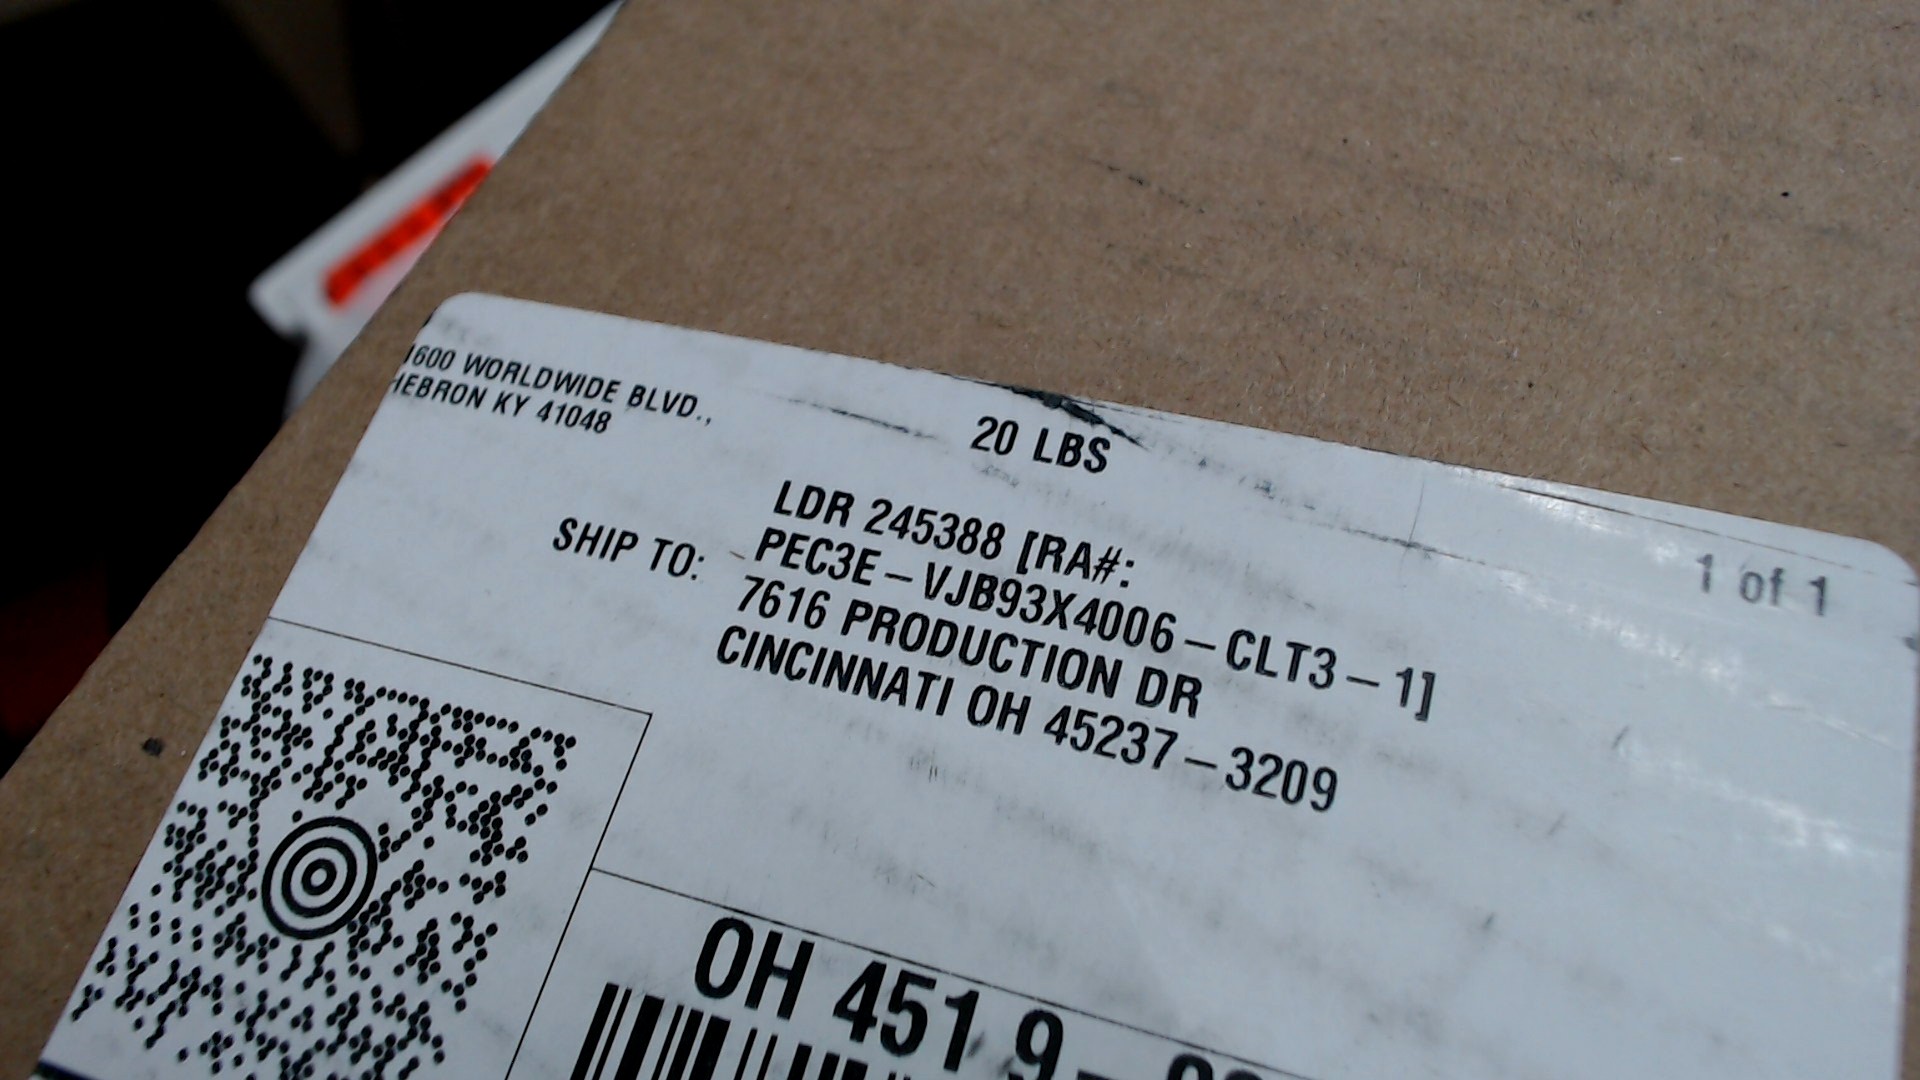 1600 WORLDWIDE BLVD.,
HEBRON KY 41048
20 LBS
1 of 1
SHIP TO:
LDR 245388 [RA#:
PEC3E-VJB93X4006-CLT3-1]
7616 PRODUCTION DR
CINCINNATI OH 45237-3209
OH 451 9-